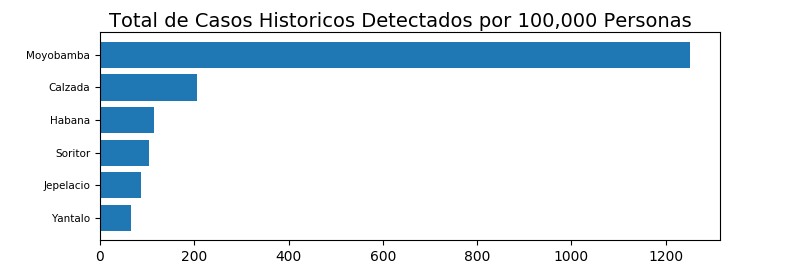 Total de Casos Historicos Detectados por 100,000 Personas
Moyobamba
Calzada
Habana
Soritor
Jepelacio
Yantalo
0 200 400 600 800 1000 1200